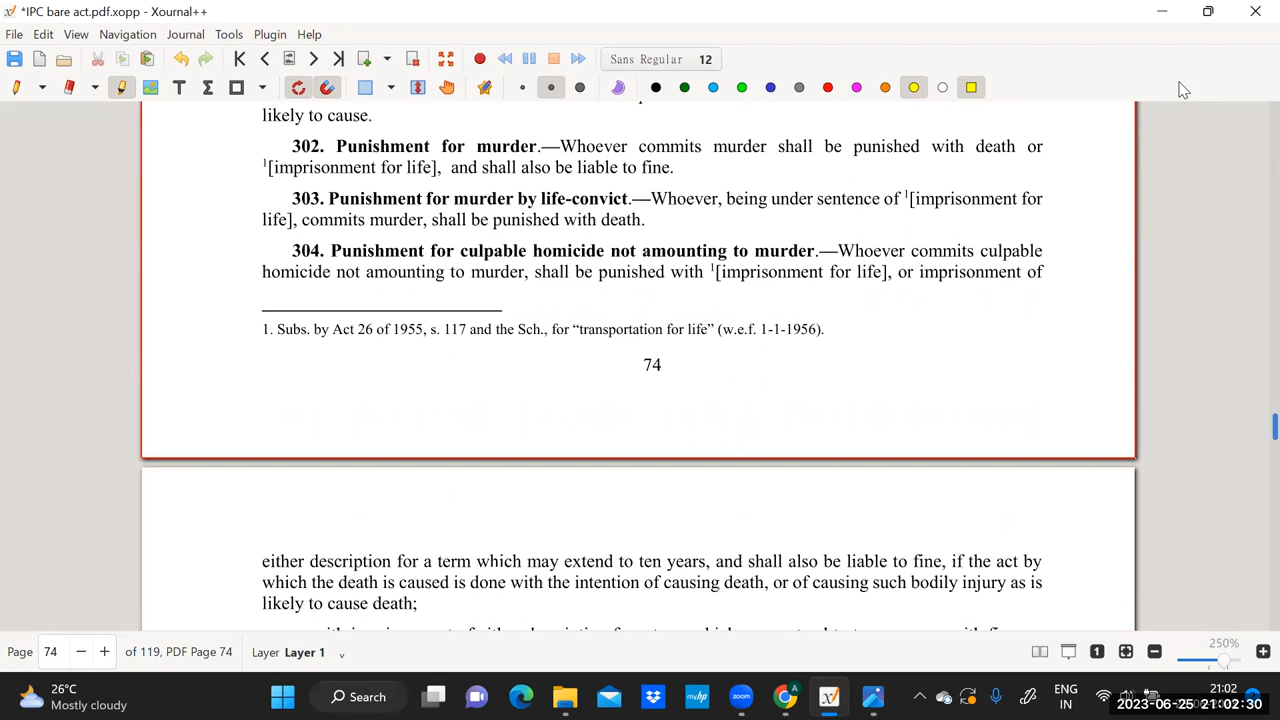 *IPC bare act.pdf.xopp - Xournal++
File Edit View Navigation Journal Tools Plugin Help
Sans Regular 12
likely to cause.
302. Punishment for murder.—Whoever commits murder shall be punished with death or
1[imprisonment for life], and shall also be liable to fine.
303. Punishment for murder by life-convict.—Whoever, being under sentence of 1[imprisonment for
life], commits murder, shall be punished with death.
304. Punishment for culpable homicide not amounting to murder.—Whoever commits culpable
homicide not amounting to murder, shall be punished with 1[imprisonment for life], or imprisonment of
1. Subs. by Act 26 of 1955, s. 117 and the Sch., for “transportation for life” (w.e.f. 1-1-1956).
74
either description for a term which may extend to ten years, and shall also be liable to fine, if the act by
which the death is caused is done with the intention of causing death, or of causing such bodily injury as is
likely to cause death;
Page 74 of 119, PDF Page 74 Layer Layer 1 250%
26°C
Mostly cloudy
Search
ENG
IN
21:02
2023-06-25 21:02:30